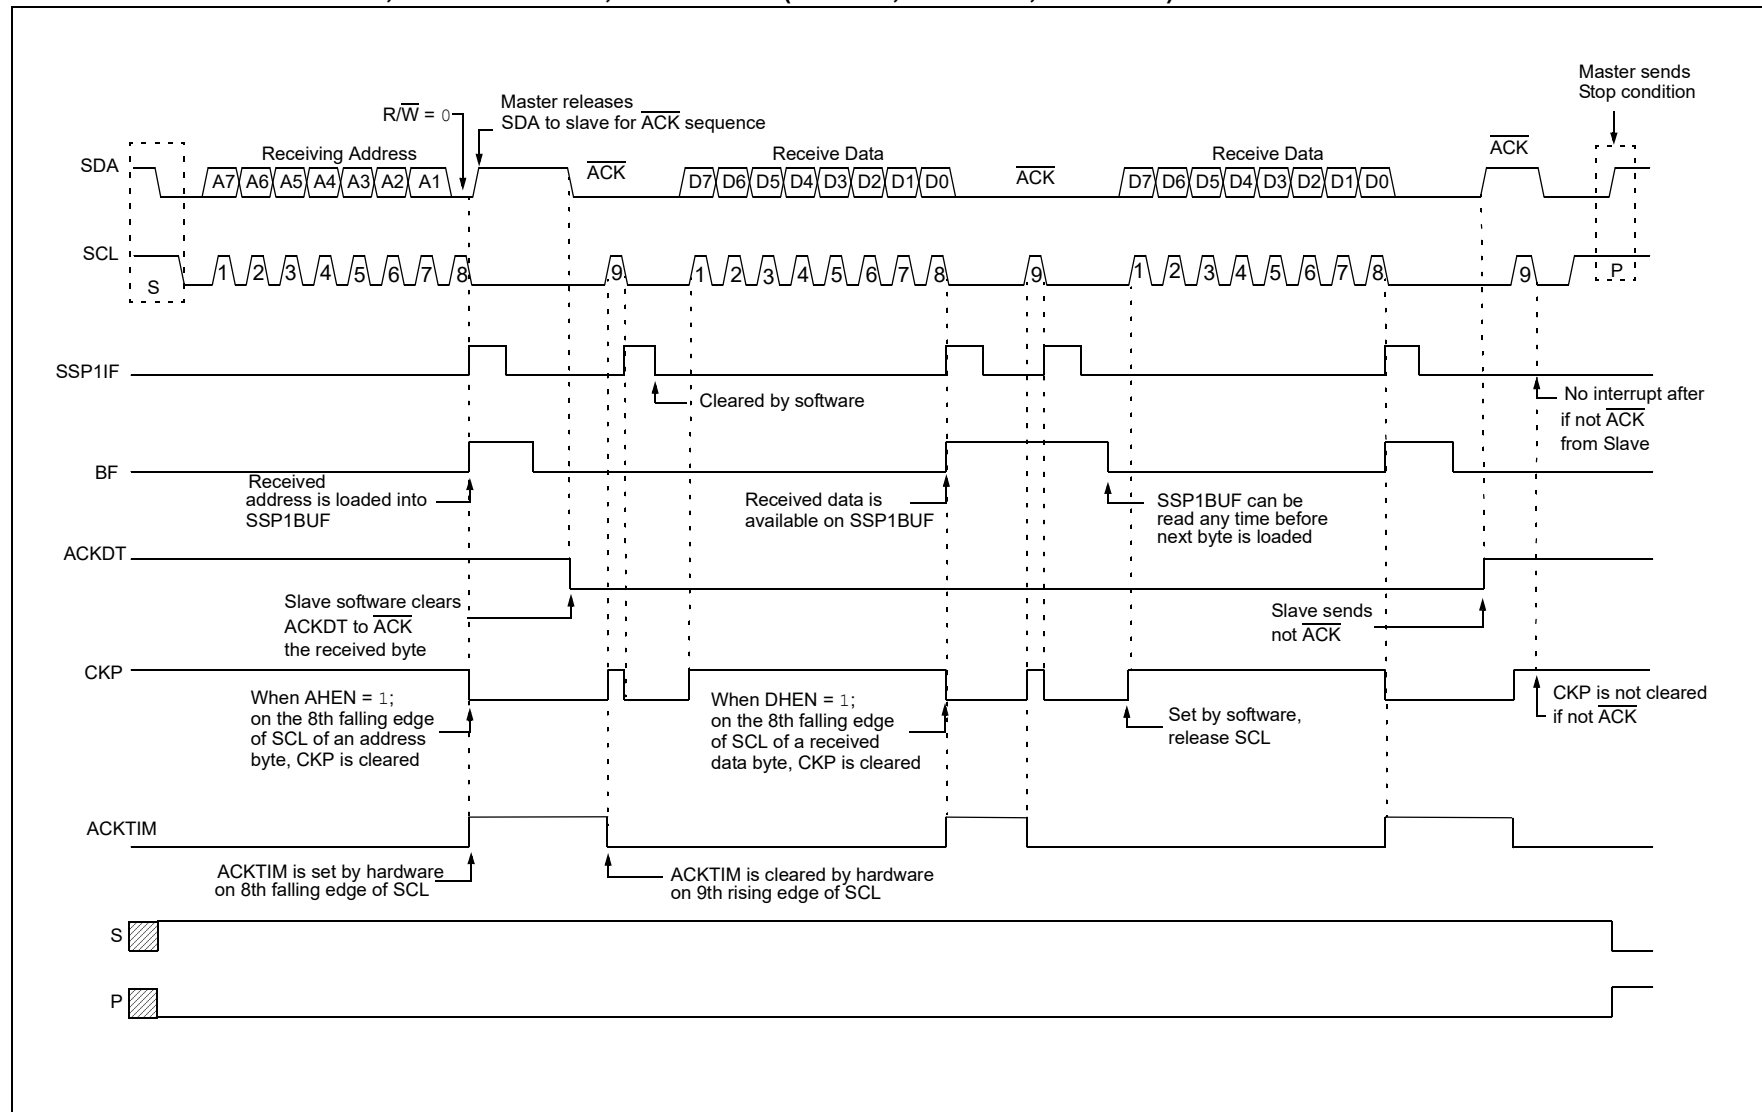 Master sends
Stop condition
Master releases
SDA to slave for ACK sequence
R/W = 0
SDA
Receiving Address
ACK
Receive Data
ACK
Receive Data
ACK
A7 A6 A5 A4 A3 A2 A1
D7 D6 D5 D4 D3 D2 D1 D0
D7 D6 D5 D4 D3 D2 D1 D0
SCL
S
1 2 3 4 5 6 7 8
9
1 2 3 4 5 6 7 8
9
1 2 3 4 5 6 7 8
9
P
SSP1IF
Cleared by software
No interrupt after
if not ACK
from Slave
BF
Received
address is loaded into
SSP1BUF
Received data is
available on SSP1BUF
SSP1BUF can be
read any time before
next byte is loaded
ACKDT
Slave software clears
ACKDT to ACK
the received byte
Slave sends
not ACK
CKP
When AHEN = 1;
on the 8th falling edge
of SCL of an address
byte, CKP is cleared
When DHEN = 1;
on the 8th falling edge
of SCL of a received
data byte, CKP is cleared
Set by software,
release SCL
CKP is not cleared
if not ACK
ACKTIM
ACKTIM is set by hardware
on 8th falling edge of SCL
ACKTIM is cleared by hardware
on 9th rising edge of SCL
S
P